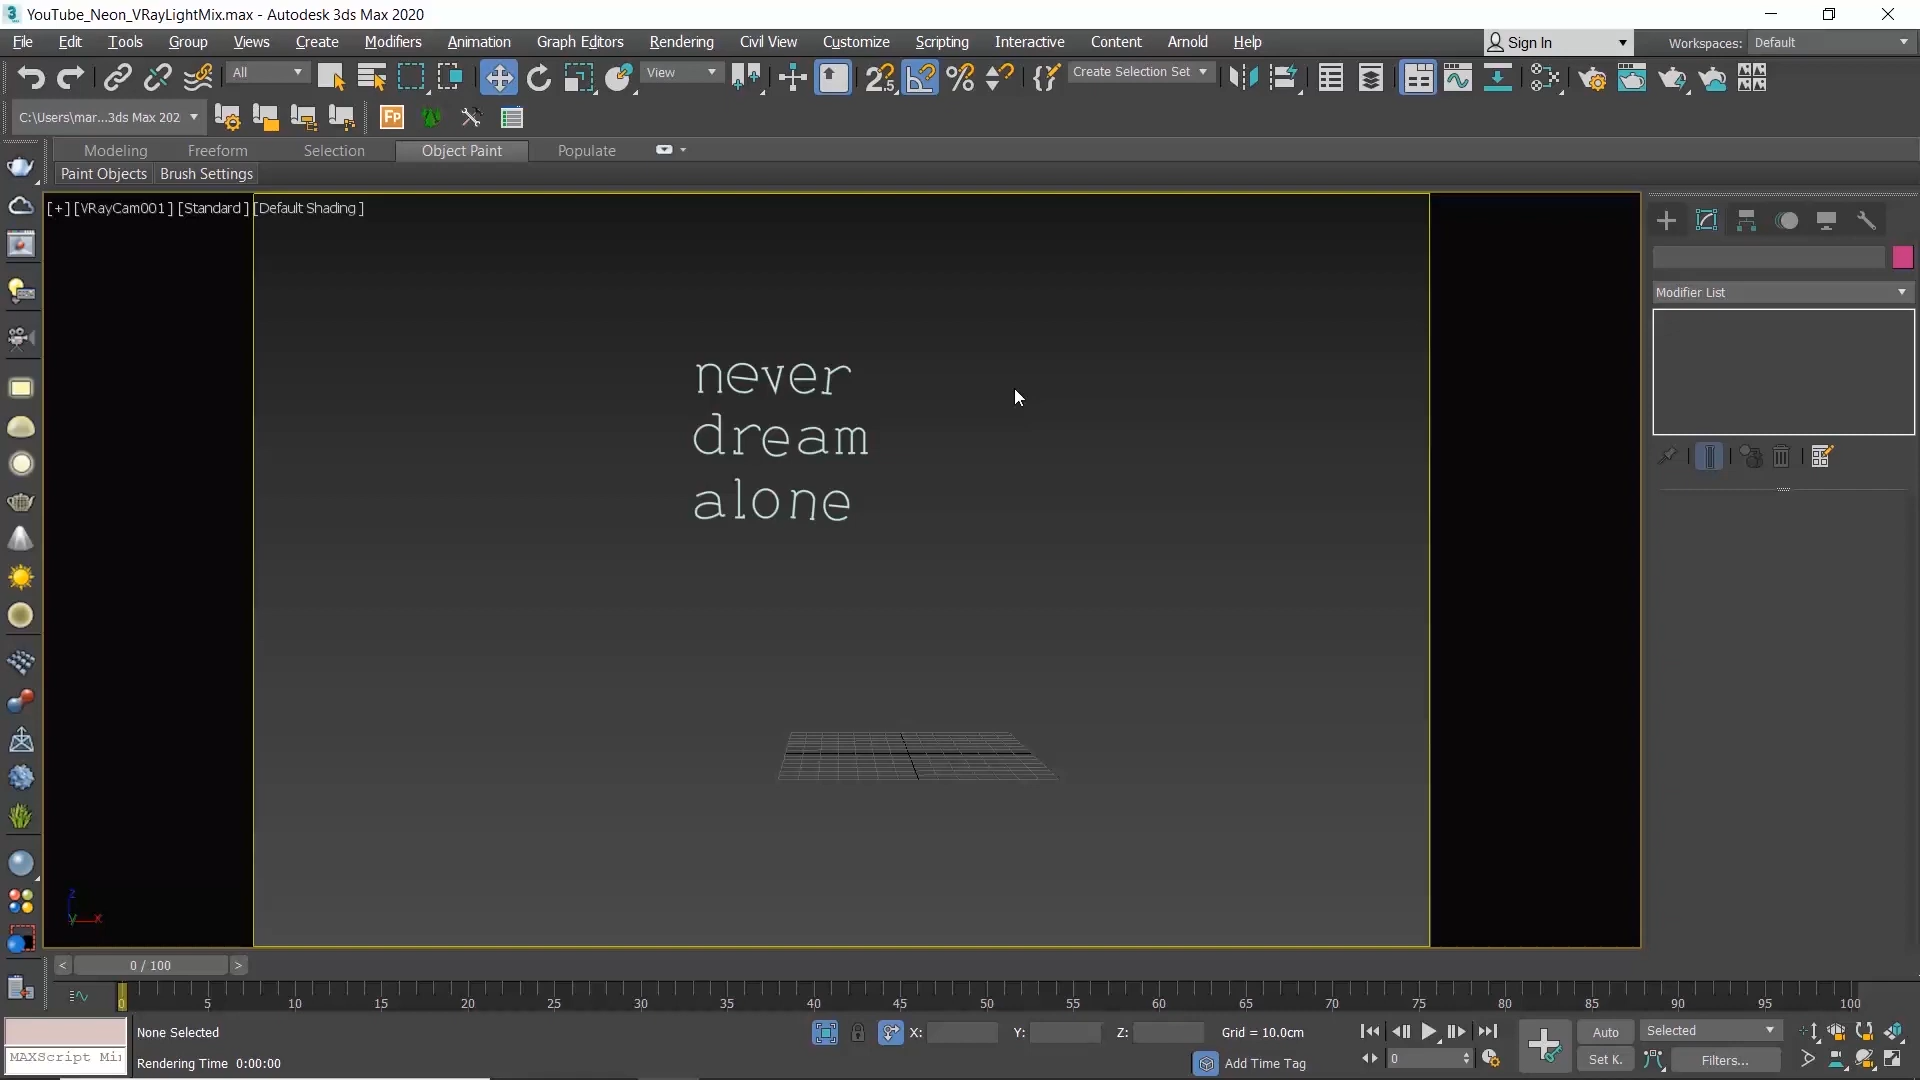 YouTube_Neon_VRayLightMix.max - Autodesk 3ds Max 2020
File Edit Tools Group Views Create Modifiers Animation Graph Editors Rendering Civil View Customize Scripting Interactive Content Arnold Help Sign In Workspaces: Default
All View Create Selection Set
C:\Users\mar...3ds Max 202 Fp
Modeling Freeform Selection Object Paint Populate
Paint Objects Brush Settings
[+] [VRayCam001] [Standard] [Default Shading]
Modifier List
never
dream
alone
z
y x
< 0 / 100 >
0 5 10 15 20 25 30 35 40 45 50 55 60 65 70 75 80 85 90 95 100
None Selected X: Y: Z: Grid = 10.0cm Auto Selected
MAXScript Mi
Rendering Time 0:00:00 Add Time Tag 0 Set K. Filters...